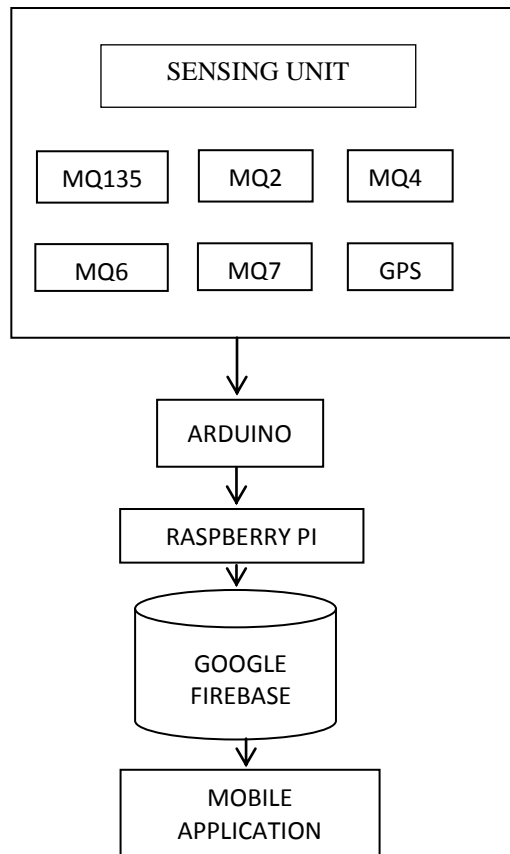 SENSING UNIT
MQ135 MQ2 MQ4
MQ6 MQ7 GPS
ARDUINO
RASPBERRY PI
GOOGLE
FIREBASE
MOBILE
APPLICATION